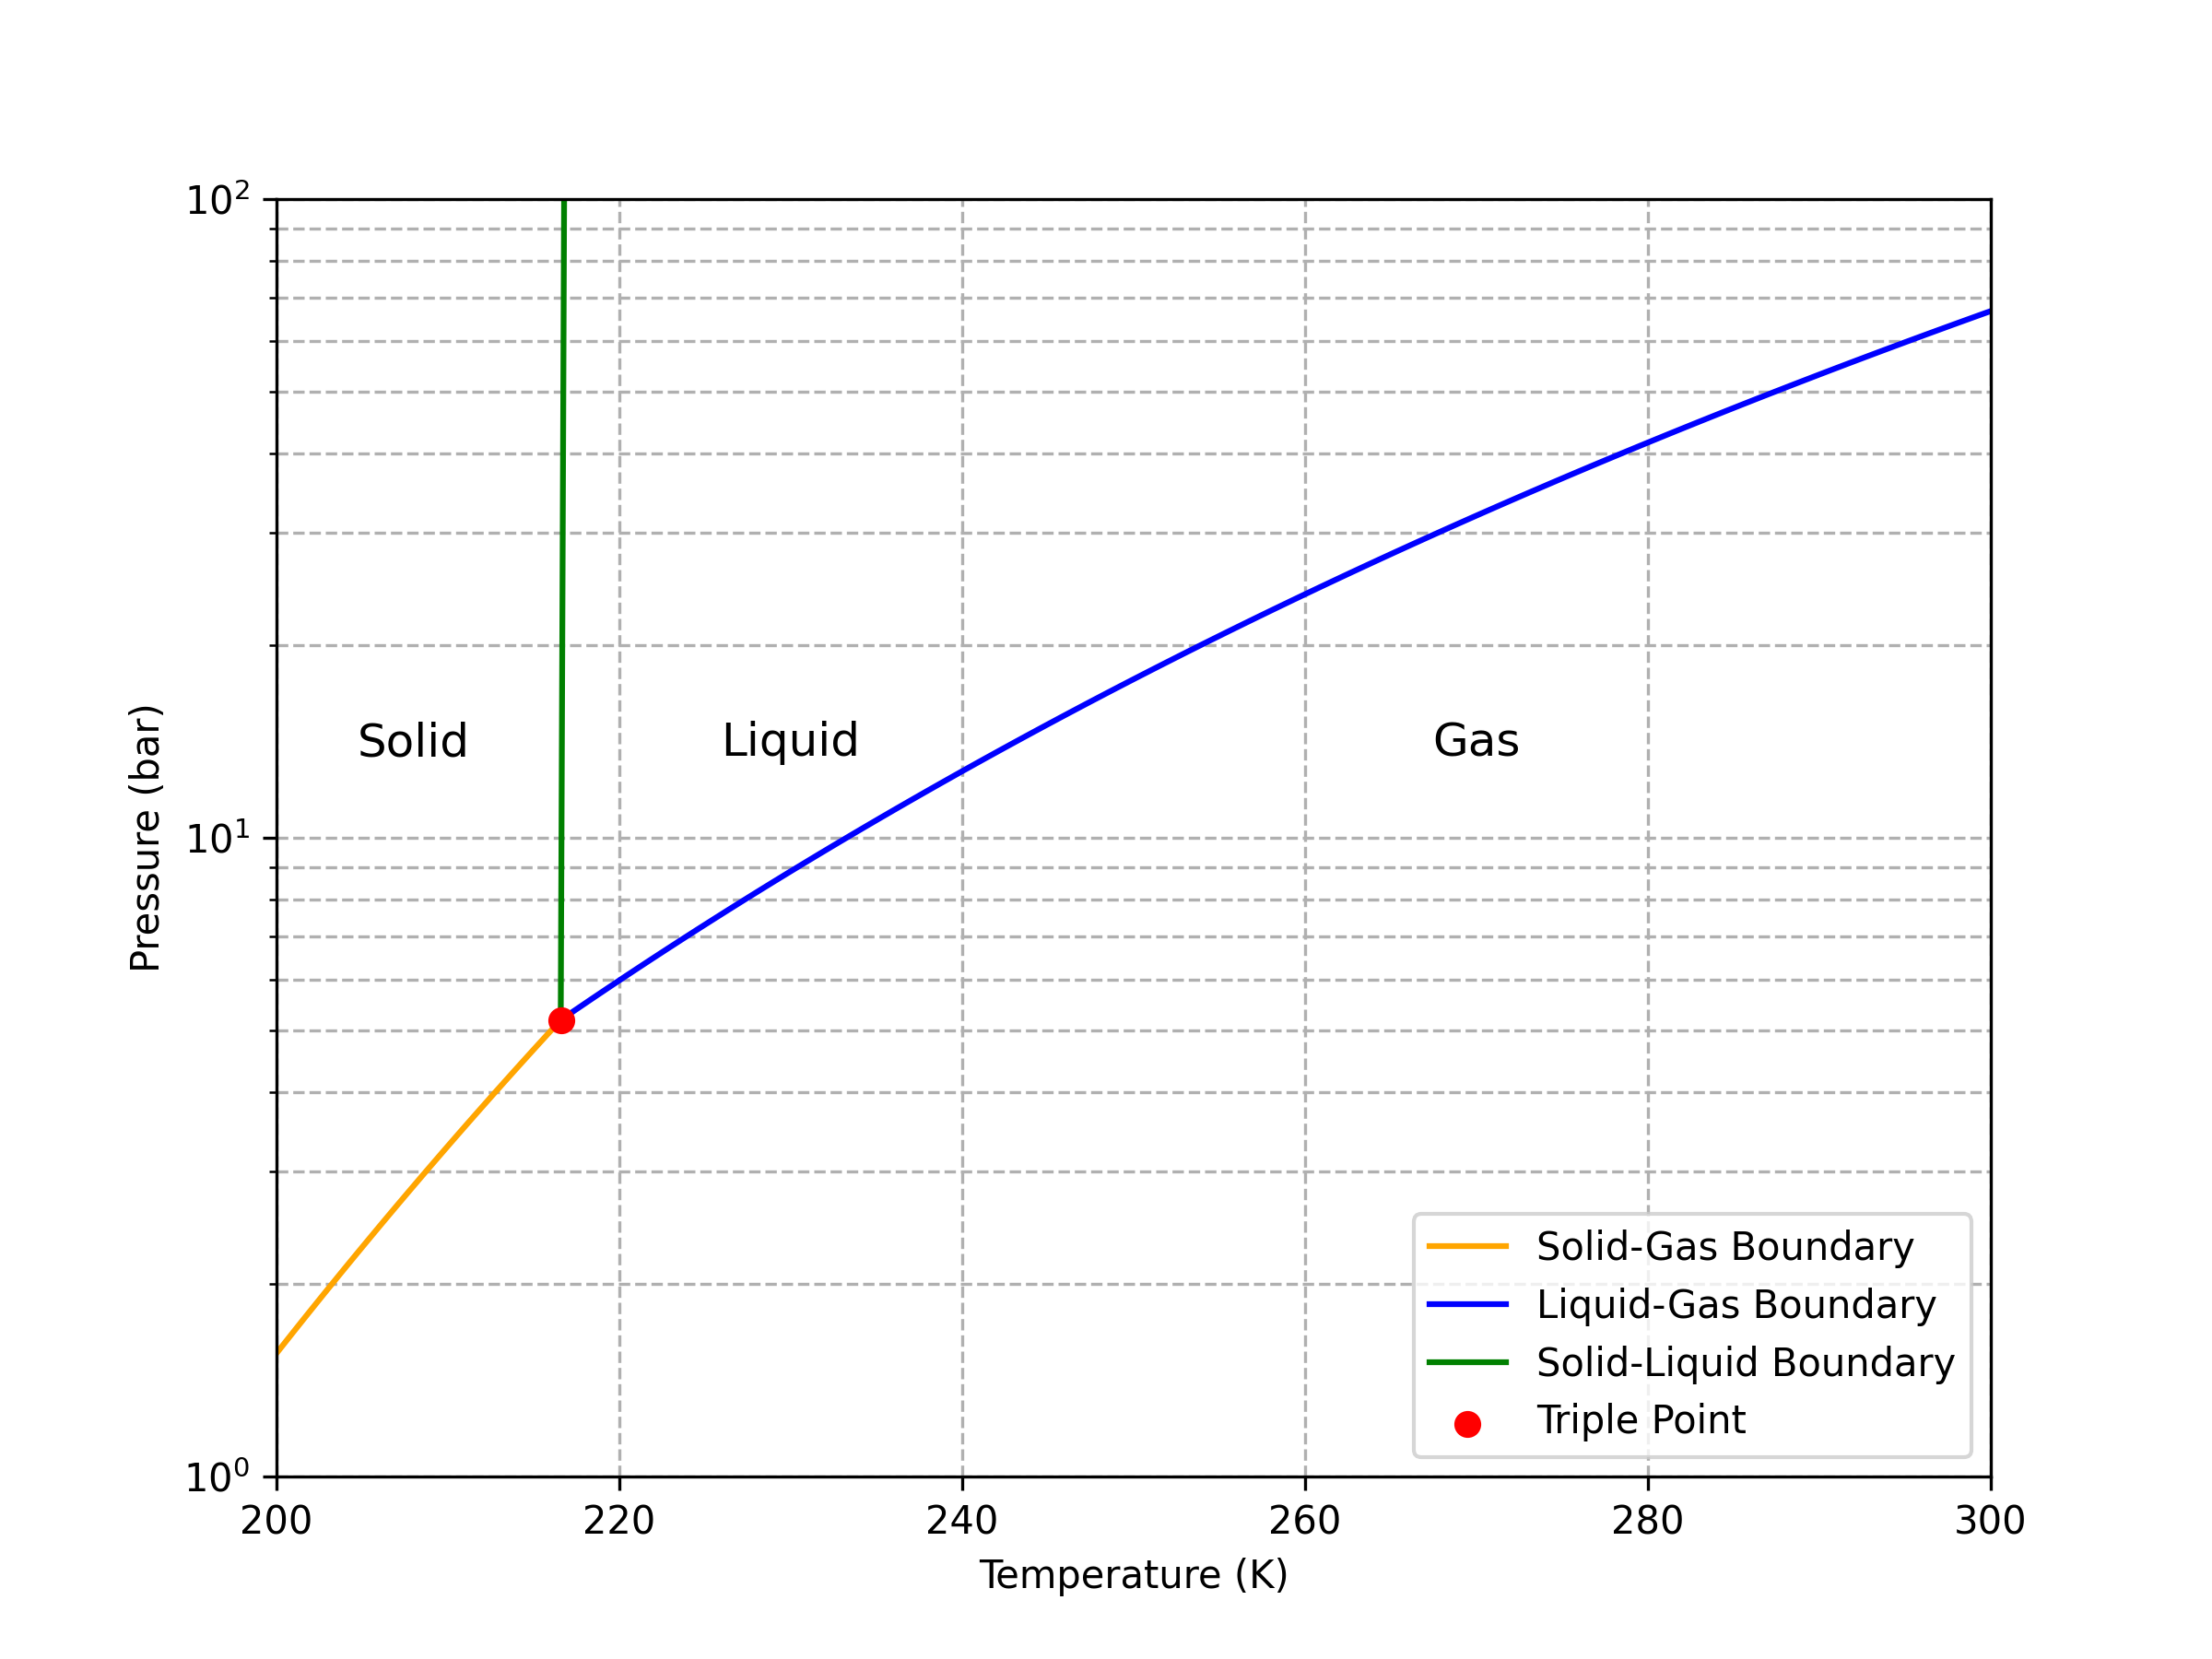 10²
10¹
10⁰
Pressure (bar)
Solid
Liquid
Gas
Solid-Gas Boundary
Liquid-Gas Boundary
Solid-Liquid Boundary
Triple Point
200 220 240 260 280 300
Temperature (K)